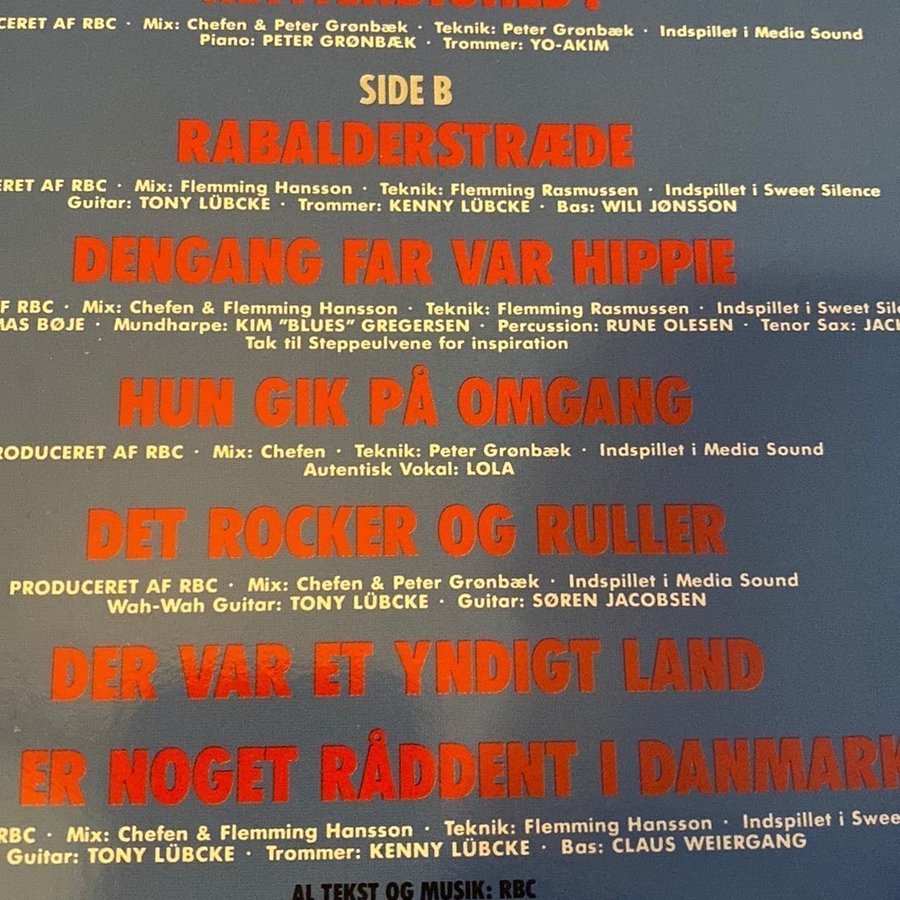 CERET AF RBC · Mix: Chefen & Peter Grønbæk · Teknik: Peter Grønbæk · Indspillet i Media Sound
Piano: PETER GRØNBÆK · Trommer: YO-AKIM
SIDE B
RABALDERSTRÆDE
ERET AF RBC · Mix: Flemming Hansson · Teknik: Flemming Rasmussen · Indspillet i Sweet Silence
Guitar: TONY LÜBCKE · Trommer: KENNY LÜBCKE · Bas: WILI JØNSSON
DENGANG FAR VAR HIPPIE
F RBC · Mix: Chefen & Flemming Hansson · Teknik: Flemming Rasmussen · Indspillet i Sweet Sile
MAS BØJE · Mundharpe: KIM "BLUES" GREGERSEN · Percussion: RUNE OLESEN · Tenor Sax: JAC
Tak til Steppeulvene for inspiration
HUN GIK PÅ OMGANG
RODUCERET AF RBC · Mix: Chefen · Teknik: Peter Grønbæk · Indspillet i Media Sound
Autentisk Vokal: LOLA
DET ROCKER OG RULLER
PRODUCERET AF RBC · Mix: Chefen & Peter Grønbæk · Indspillet i Media Sound
Wah-Wah Guitar: TONY LÜBCKE · Guitar: SØREN JACOBSEN
DER VAR ET YNDIGT LAND
ER NOGET RÅDDENT I DANMARK
RBC · Mix: Chefen & Flemming Hansson · Teknik: Flemming Hansson · Indspillet i Swee
Guitar: TONY LÜBCKE · Trommer: KENNY LÜBCKE · Bas: CLAUS WEIERGANG
AL TEKST OG MUSIK: RBC